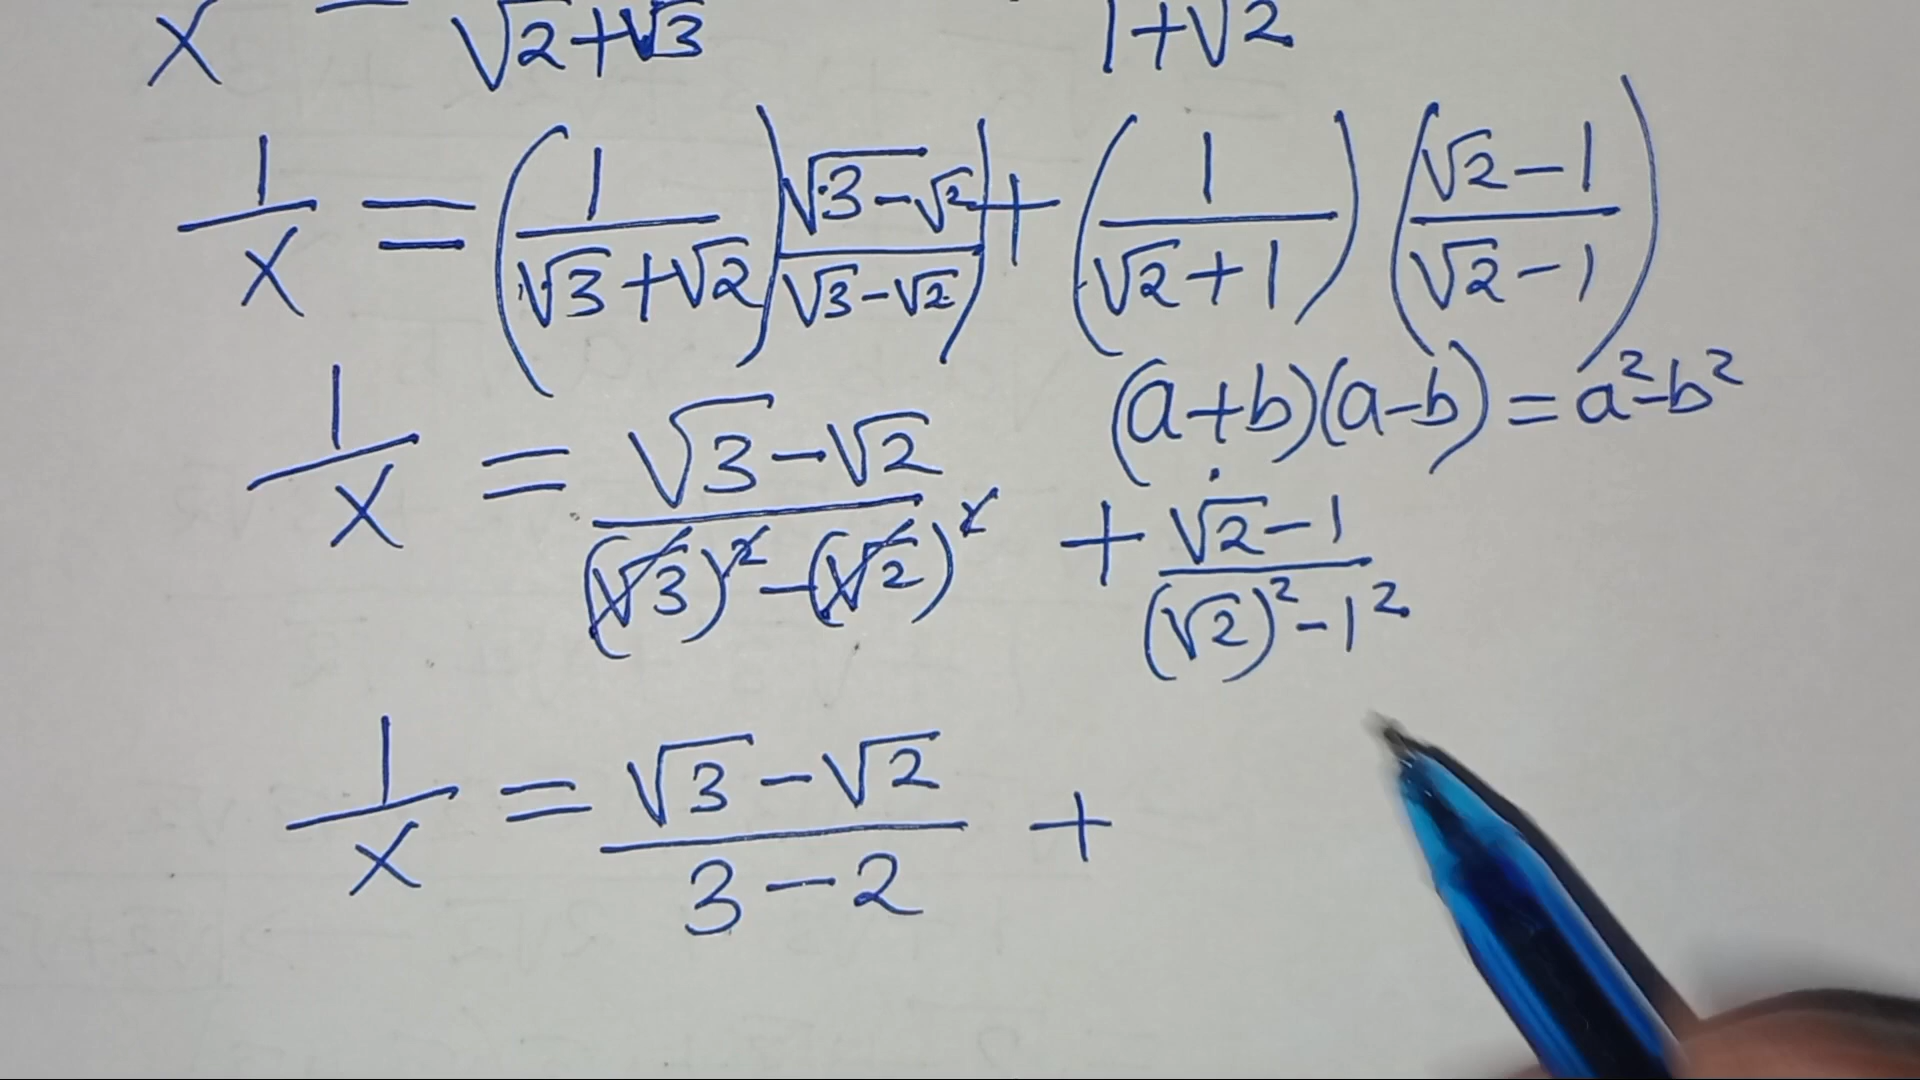 x = √2+√3 1+√2
1/x = (1/(√3+√2))((√3-√2)/(√3-√2)) + (1/(√2+1))((√2-1)/(√2-1))
(a+b)(a-b) = a²-b²
1/x = (√3-√2)/((√3)²-(√2)²) + (√2-1)/((√2)²-1²)
1/x = (√3-√2)/(3-2) +